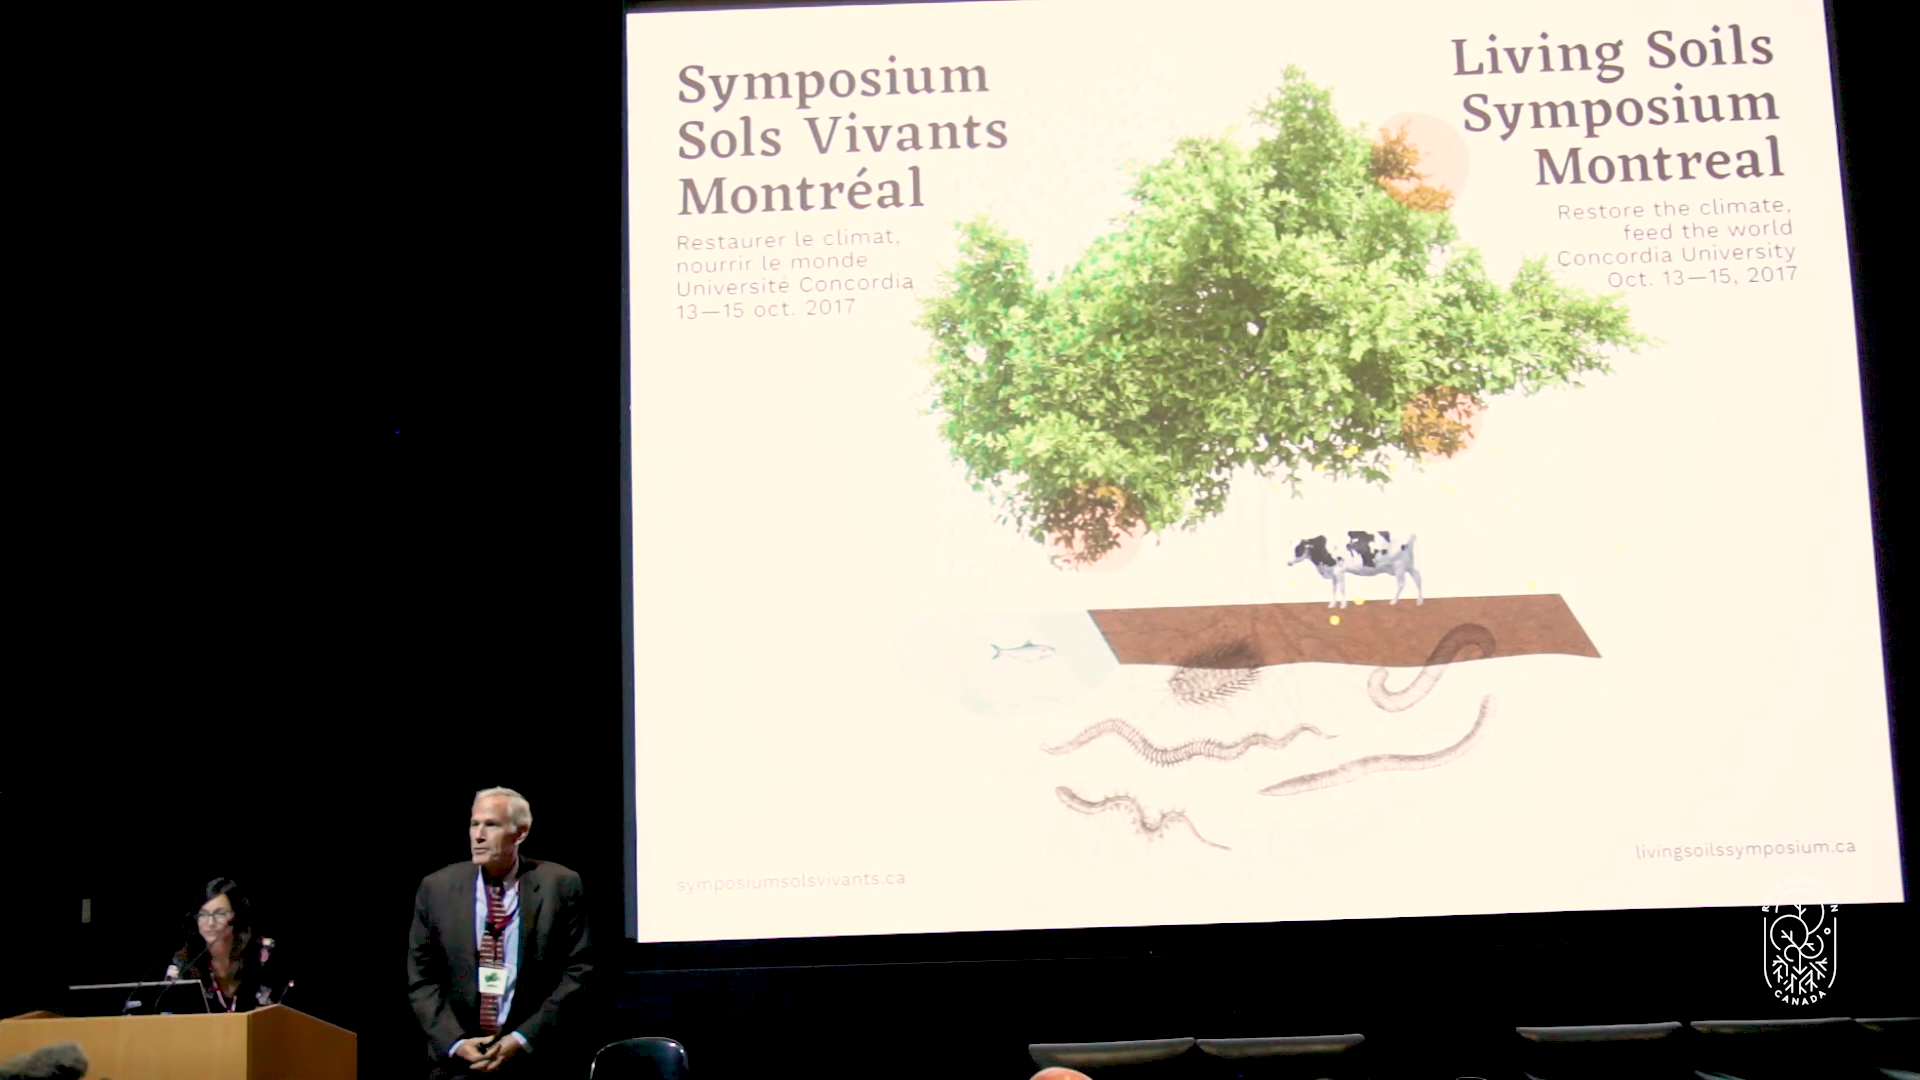 Symposium
Sols Vivants
Montréal
Restaurer le climat,
nourrir le monde
Université Concordia
13—15 oct. 2017
Living Soils
Symposium
Montreal
Restore the climate,
feed the world
Concordia University
Oct. 13—15, 2017
symposiumsolsvivants.ca
livingsoilssymposium.ca
CANADA